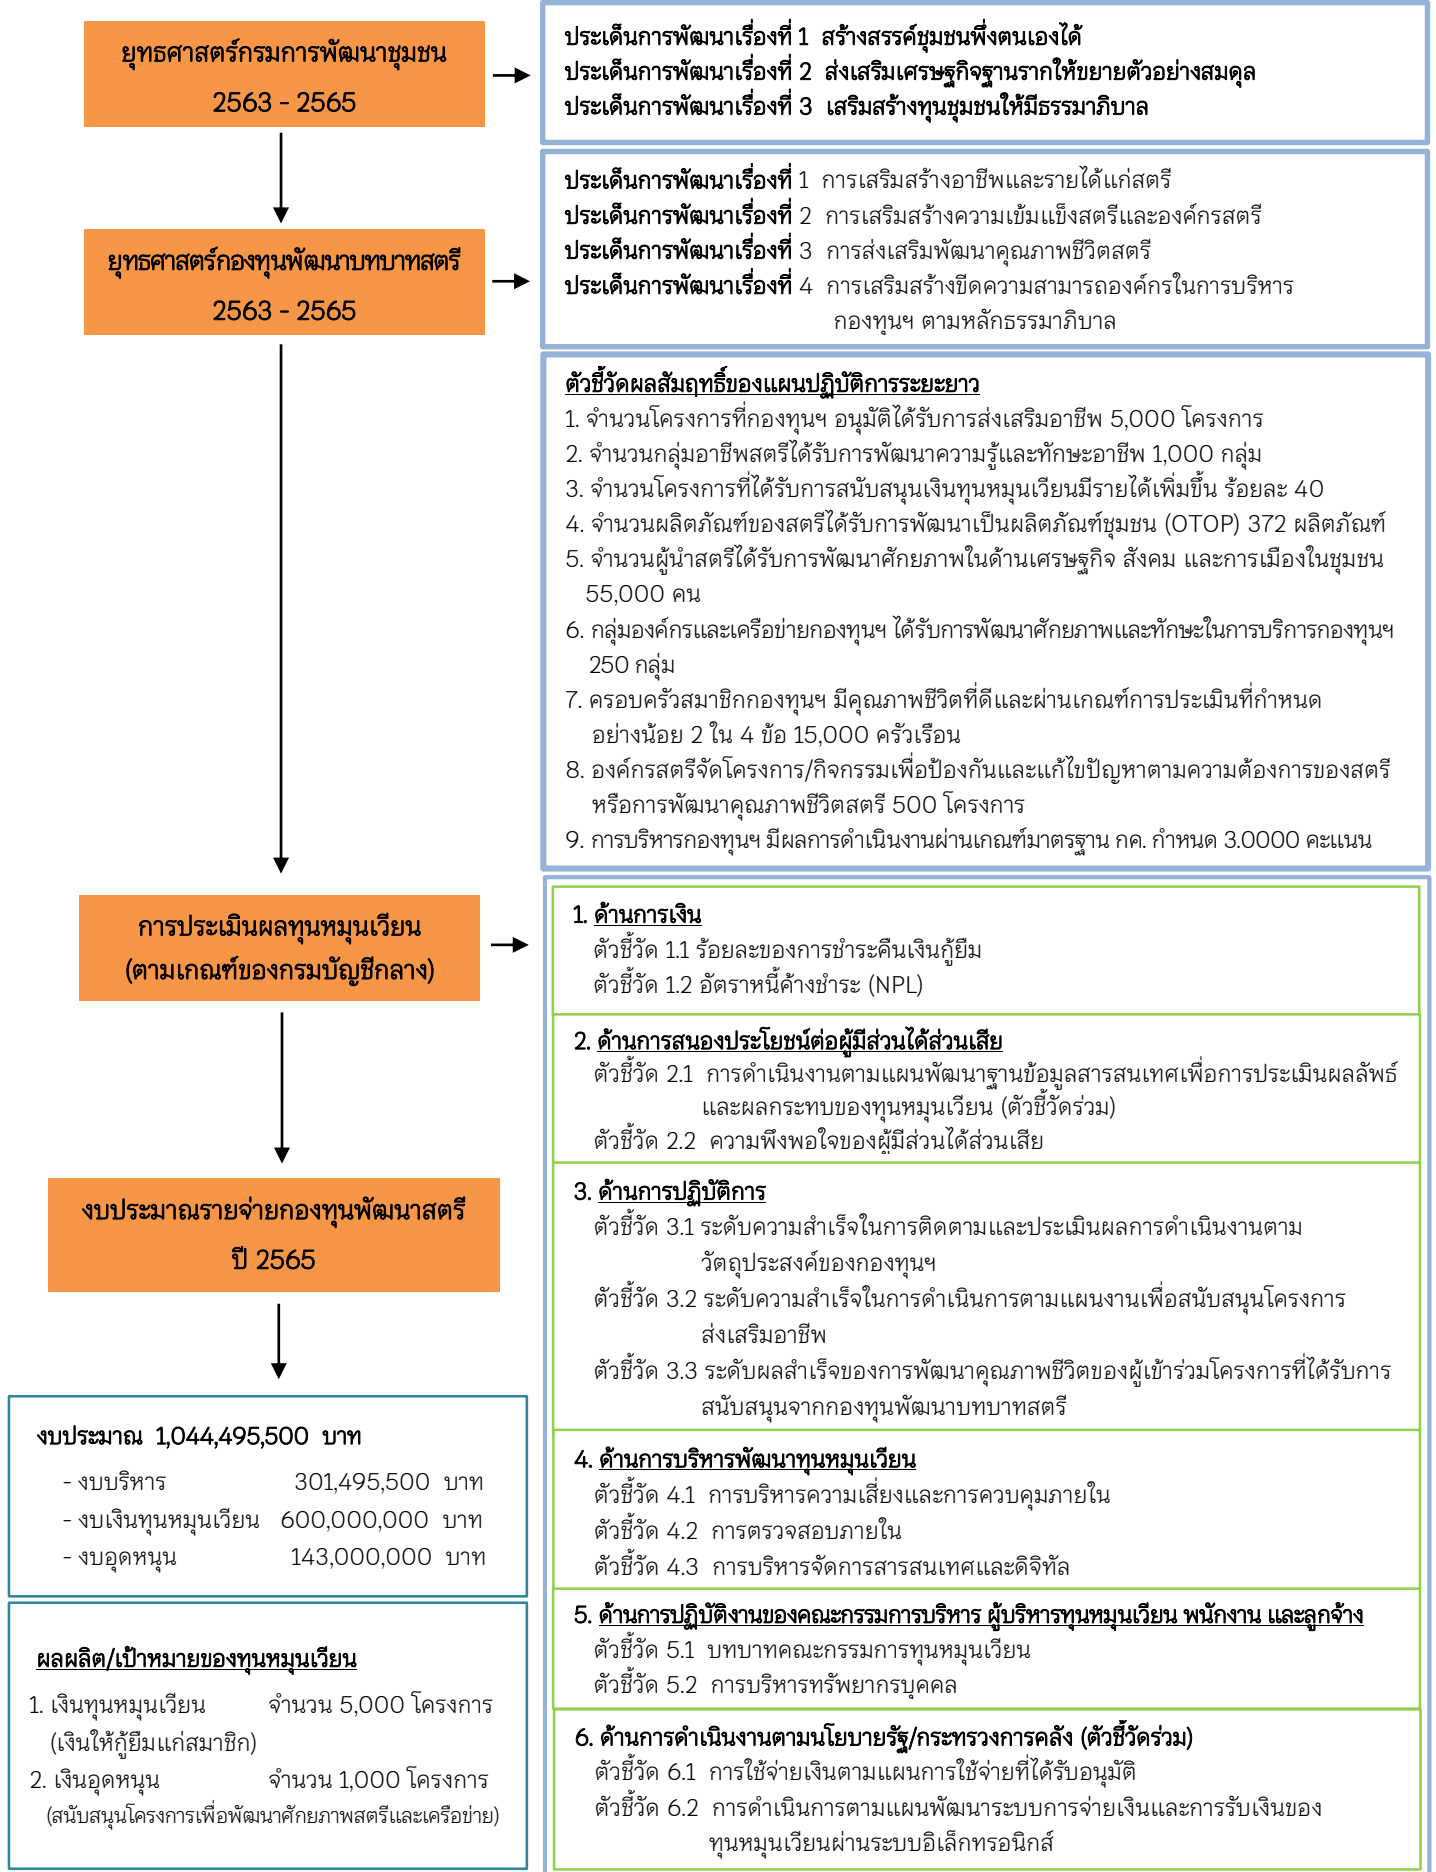 ยุทธศาสตร์กรมการพัฒนาชุมชน
2563 - 2565
ประเด็นการพัฒนาเรื่องที่ 1 สร้างสรรค์ชุมชนพึ่งตนเองได้
ประเด็นการพัฒนาเรื่องที่ 2 ส่งเสริมเศรษฐกิจฐานรากให้ขยายตัวอย่างสมดุล
ประเด็นการพัฒนาเรื่องที่ 3 เสริมสร้างทุนชุมชนให้มีธรรมาภิบาล
ยุทธศาสตร์กองทุนพัฒนาบทบาทสตรี
2563 - 2565
ประเด็นการพัฒนาเรื่องที่ 1 การเสริมสร้างอาชีพและรายได้แก่สตรี
ประเด็นการพัฒนาเรื่องที่ 2 การเสริมสร้างความเข้มแข็งสตรีและองค์กรสตรี
ประเด็นการพัฒนาเรื่องที่ 3 การส่งเสริมพัฒนาคุณภาพชีวิตสตรี
ประเด็นการพัฒนาเรื่องที่ 4 การเสริมสร้างขีดความสามารถองค์กรในการบริหาร
กองทุนฯ ตามหลักธรรมาภิบาล
ตัวชี้วัดผลสัมฤทธิ์ของแผนปฏิบัติการระยะยาว
1. จำนวนโครงการที่กองทุนฯ อนุมัติได้รับการส่งเสริมอาชีพ 5,000 โครงการ
2. จำนวนกลุ่มอาชีพสตรีได้รับการพัฒนาความรู้และทักษะอาชีพ 1,000 กลุ่ม
3. จำนวนโครงการที่ได้รับการสนับสนุนเงินทุนหมุนเวียนมีรายได้เพิ่มขึ้น ร้อยละ 40
4. จำนวนผลิตภัณฑ์ของสตรีได้รับการพัฒนาเป็นผลิตภัณฑ์ชุมชน (OTOP) 372 ผลิตภัณฑ์
5. จำนวนผู้นำสตรีได้รับการพัฒนาศักยภาพในด้านเศรษฐกิจ สังคม และการเมืองในชุมชน
55,000 คน
6. กลุ่มองค์กรและเครือข่ายกองทุนฯ ได้รับการพัฒนาศักยภาพและทักษะในการบริการกองทุนฯ
250 กลุ่ม
7. ครอบครัวสมาชิกกองทุนฯ มีคุณภาพชีวิตที่ดีและผ่านเกณฑ์การประเมินที่กำหนด
อย่างน้อย 2 ใน 4 ข้อ 15,000 ครัวเรือน
8. องค์กรสตรีจัดโครงการ/กิจกรรมเพื่อป้องกันและแก้ไขปัญหาตามความต้องการของสตรี
หรือการพัฒนาคุณภาพชีวิตสตรี 500 โครงการ
9. การบริหารกองทุนฯ มีผลการดำเนินงานผ่านเกณฑ์มาตรฐาน กค. กำหนด 3.0000 คะแนน
การประเมินผลทุนหมุนเวียน
(ตามเกณฑ์ของกรมบัญชีกลาง)
1. ด้านการเงิน
ตัวชี้วัด 1.1 ร้อยละของการชำระคืนเงินกู้ยืม
ตัวชี้วัด 1.2 อัตราหนี้ค้างชำระ (NPL)
2. ด้านการสนองประโยชน์ต่อผู้มีส่วนได้ส่วนเสีย
ตัวชี้วัด 2.1 การดำเนินงานตามแผนพัฒนาฐานข้อมูลสารสนเทศเพื่อการประเมินผลลัพธ์
และผลกระทบของทุนหมุนเวียน (ตัวชี้วัดร่วม)
ตัวชี้วัด 2.2 ความพึงพอใจของผู้มีส่วนได้ส่วนเสีย
3. ด้านการปฏิบัติการ
ตัวชี้วัด 3.1 ระดับความสำเร็จในการติดตามและประเมินผลการดำเนินงานตาม
วัตถุประสงค์ของกองทุนฯ
ตัวชี้วัด 3.2 ระดับความสำเร็จในการดำเนินการตามแผนงานเพื่อสนับสนุนโครงการ
ส่งเสริมอาชีพ
ตัวชี้วัด 3.3 ระดับผลสำเร็จของการพัฒนาคุณภาพชีวิตของผู้เข้าร่วมโครงการที่ได้รับการ
สนับสนุนจากกองทุนพัฒนาบทบาทสตรี
4. ด้านการบริหารพัฒนาทุนหมุนเวียน
ตัวชี้วัด 4.1 การบริหารความเสี่ยงและการควบคุมภายใน
ตัวชี้วัด 4.2 การตรวจสอบภายใน
ตัวชี้วัด 4.3 การบริหารจัดการสารสนเทศและดิจิทัล
5. ด้านการปฏิบัติงานของคณะกรรมการบริหาร ผู้บริหารทุนหมุนเวียน พนักงาน และลูกจ้าง
ตัวชี้วัด 5.1 บทบาทคณะกรรมการทุนหมุนเวียน
ตัวชี้วัด 5.2 การบริหารทรัพยากรบุคคล
6. ด้านการดำเนินงานตามนโยบายรัฐ/กระทรวงการคลัง (ตัวชี้วัดร่วม)
ตัวชี้วัด 6.1 การใช้จ่ายเงินตามแผนการใช้จ่ายที่ได้รับอนุมัติ
ตัวชี้วัด 6.2 การดำเนินการตามแผนพัฒนาระบบการจ่ายเงินและการรับเงินของ
ทุนหมุนเวียนผ่านระบบอิเล็กทรอนิกส์
งบประมาณรายจ่ายกองทุนพัฒนาสตรี
ปี 2565
งบประมาณ 1,044,495,500 บาท
- งบบริหาร 301,495,500 บาท
- งบเงินทุนหมุนเวียน 600,000,000 บาท
- งบอุดหนุน 143,000,000 บาท
ผลผลิต/เป้าหมายของทุนหมุนเวียน
1. เงินทุนหมุนเวียน จำนวน 5,000 โครงการ
(เงินให้กู้ยืมแก่สมาชิก)
2. เงินอุดหนุน จำนวน 1,000 โครงการ
(สนับสนุนโครงการเพื่อพัฒนาศักยภาพสตรีและเครือข่าย)